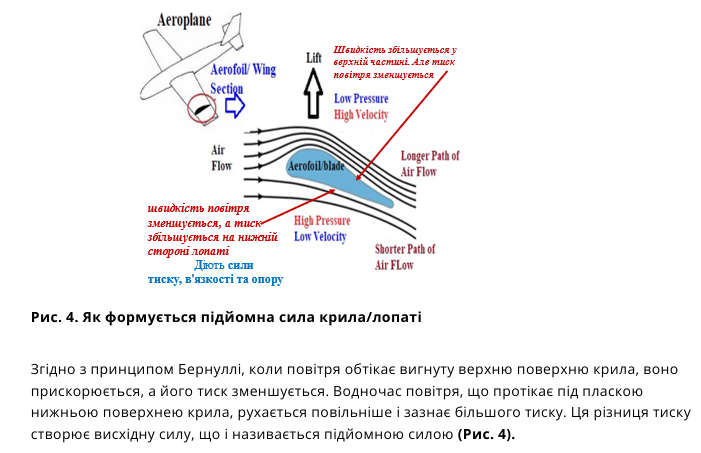 Aeroplane
Aerofoil/ Wing
Section
Lift
Швидкість збільшується у
верхній частині. Але тиск
повітря зменшується
Low Pressure
High Velocity
Air
Flow
Aerofoil/blade
Longer Path of
Air Flow
швидкість повітря
зменшується, а тиск
збільшується на нижній
стороні лопаті
High Pressure
Low Velocity
Shorter Path of
Air FLow
Діють сили
тиску, в'язкості та опору
Рис. 4. Як формується підйомна сила крила/лопаті
Згідно з принципом Бернуллі, коли повітря обтікає вигнуту верхню поверхню крила, воно
прискорюється, а його тиск зменшується. Водночас повітря, що протікає під пласкою
нижньою поверхнею крила, рухається повільніше і зазнає більшого тиску. Ця різниця тиску
створює висхідну силу, що і називається підйомною силою (Рис. 4).